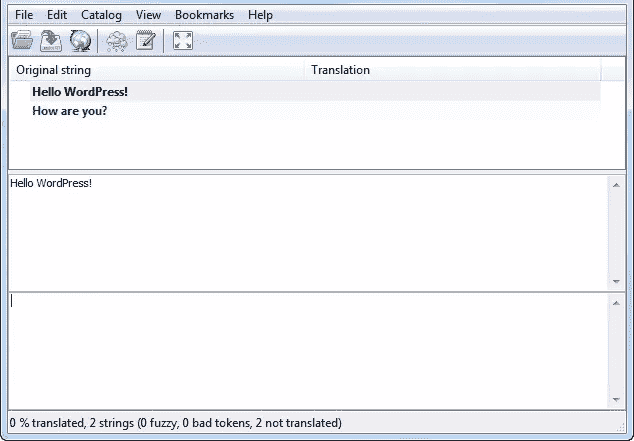 File Edit Catalog View Bookmarks Help
Original string Translation
Hello WordPress!
How are you?
Hello WordPress!
0 % translated, 2 strings (0 fuzzy, 0 bad tokens, 2 not translated)